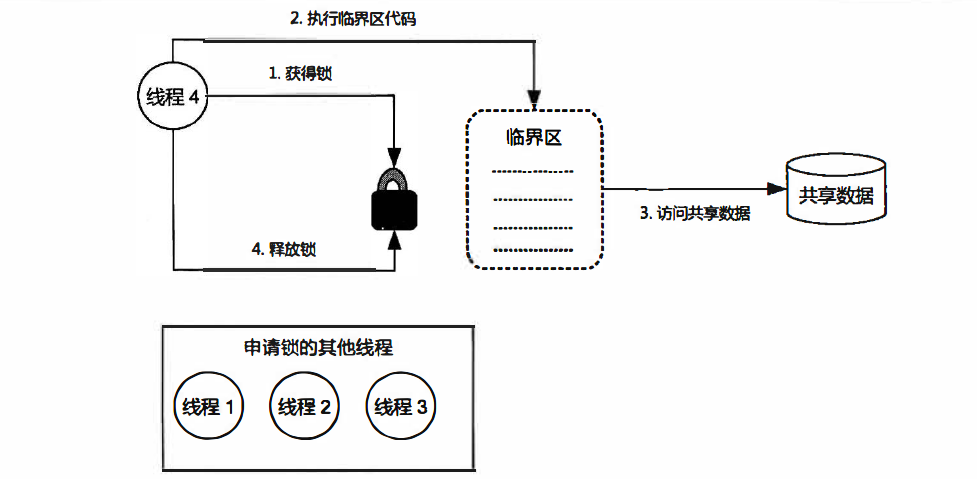 2. 执行临界区代码
1. 获得锁
线程 4
临界区
共享数据
3. 访问共享数据
4. 释放锁
申请锁的其他线程
线程 1
线程 2
线程 3